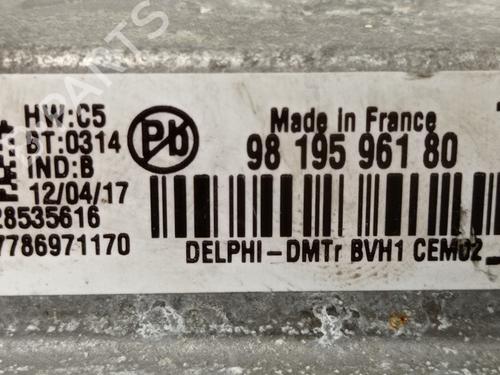 HW:C5
BT:0314
IND:B
12/04/17
28535616
7786971170
Pb
Made in France
98 195 961 80
DELPHI-DMTr BVH1 CEM02